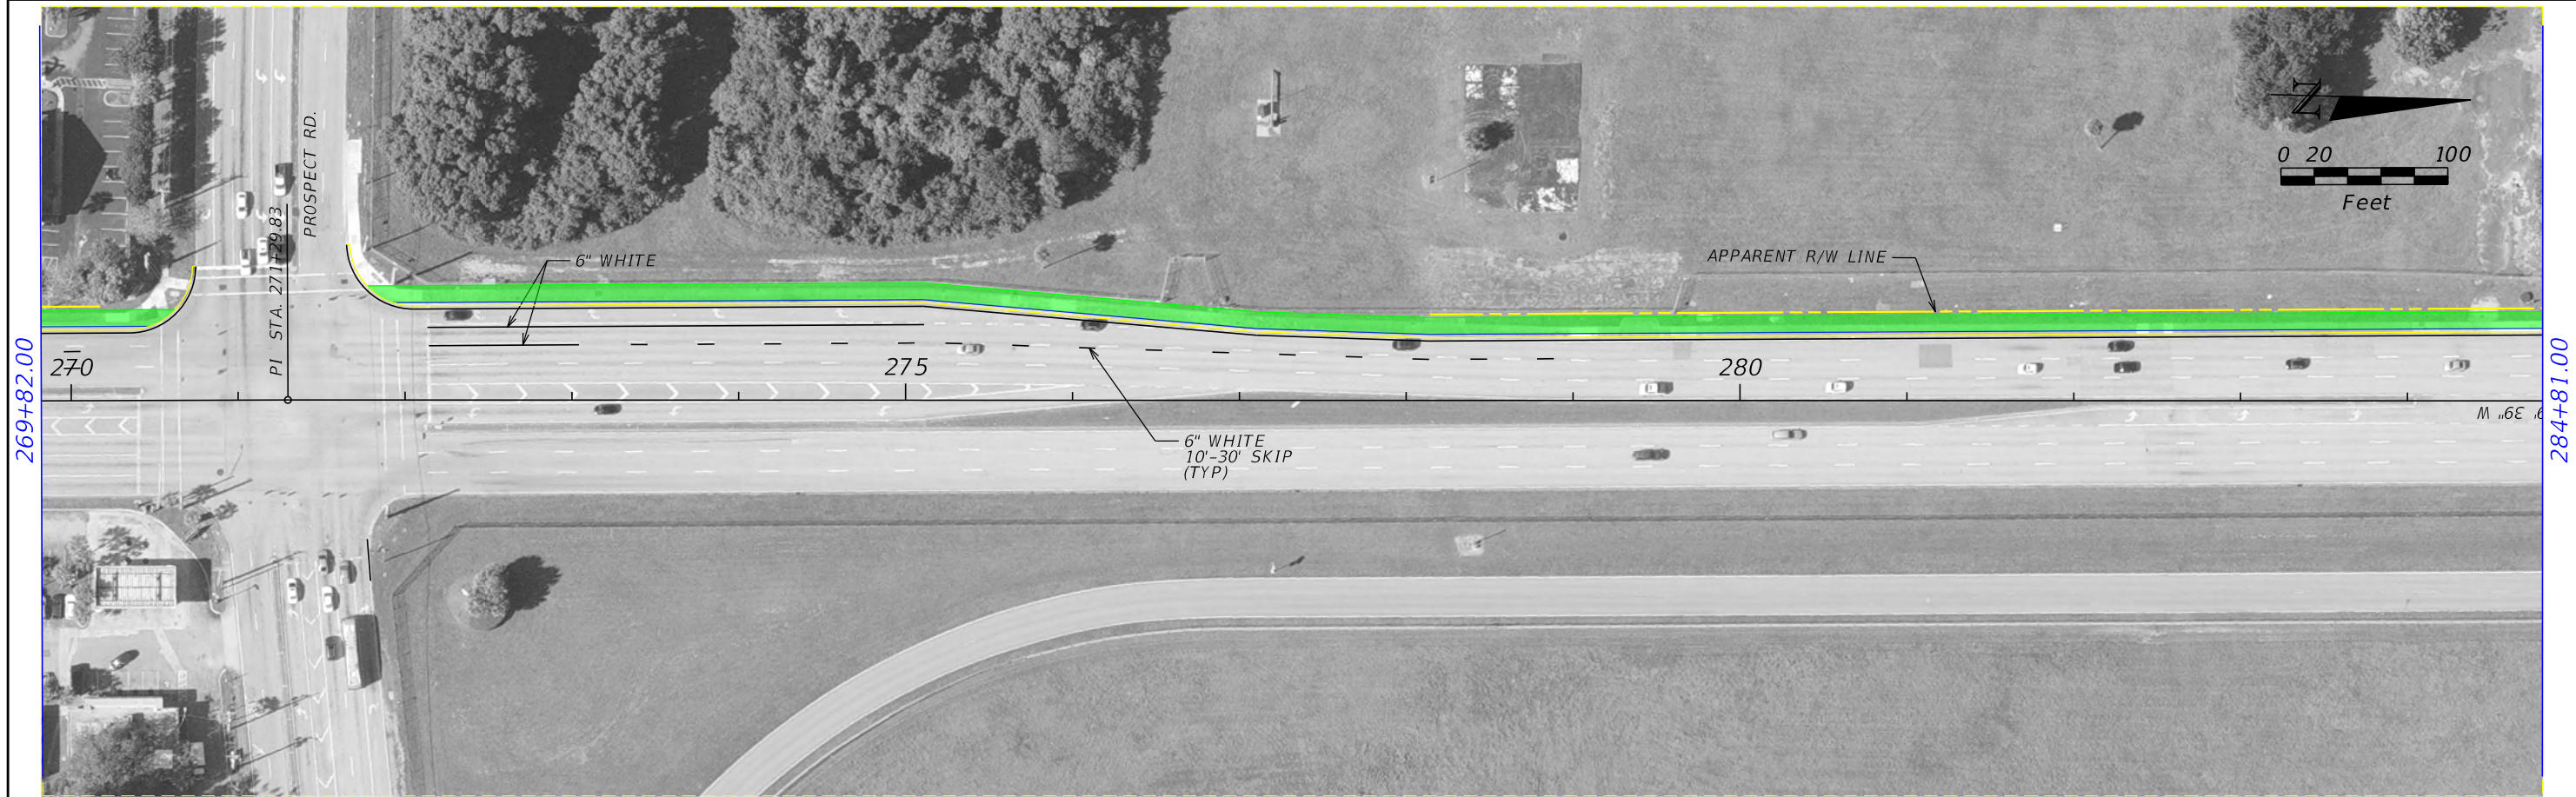 PROSPECT RD.
PI STA. 271+29.83
6" WHITE
APPARENT R/W LINE
N
0 20 100
Feet
270
275
280
269+82.00
284+81.00
6" WHITE
10'-30' SKIP
(TYP)
39" W